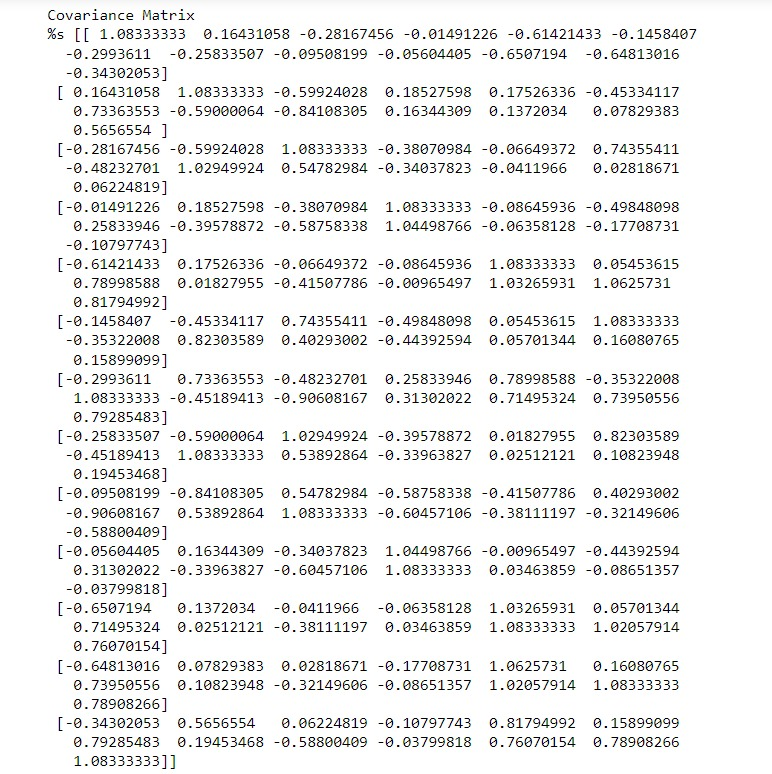 Covariance Matrix
%s [[ 1.08333333  0.16431058 -0.28167456 -0.01491226 -0.61421433 -0.1458407
  -0.2993611  -0.25833507 -0.09508199 -0.05604405 -0.6507194  -0.64813016
  -0.34302053]
 [ 0.16431058  1.08333333 -0.59924028  0.18527598  0.17526336 -0.45334117
   0.73363553 -0.59000064 -0.84108305  0.16344309  0.1372034   0.07829383
   0.5656554 ]
 [-0.28167456 -0.59924028  1.08333333 -0.38070984 -0.06649372  0.74355411
  -0.48232701  1.02949924  0.54782984 -0.34037823 -0.0411966   0.02818671
   0.06224819]
 [-0.01491226  0.18527598 -0.38070984  1.08333333 -0.08645936 -0.49848098
   0.25833946 -0.39578872 -0.58758338  1.04498766 -0.06358128 -0.17708731
  -0.10797743]
 [-0.61421433  0.17526336 -0.06649372 -0.08645936  1.08333333  0.05453615
   0.78998588  0.01827955 -0.41507786 -0.00965497  1.03265931  1.0625731
   0.81794992]
 [-0.1458407  -0.45334117  0.74355411 -0.49848098  0.05453615  1.08333333
  -0.35322008  0.82303589  0.40293002 -0.44392594  0.05701344  0.16080765
   0.15899099]
 [-0.2993611   0.73363553 -0.48232701  0.25833946  0.78998588 -0.35322008
   1.08333333 -0.45189413 -0.90608167  0.31302022  0.71495324  0.73950556
   0.79285483]
 [-0.25833507 -0.59000064  1.02949924 -0.39578872  0.01827955  0.82303589
  -0.45189413  1.08333333  0.53892864 -0.33963827  0.02512121  0.10823948
   0.19453468]
 [-0.09508199 -0.84108305  0.54782984 -0.58758338 -0.41507786  0.40293002
  -0.90608167  0.53892864  1.08333333 -0.60457106 -0.38111197 -0.32149606
  -0.58800409]
 [-0.05604405  0.16344309 -0.34037823  1.04498766 -0.00965497 -0.44392594
   0.31302022 -0.33963827 -0.60457106  1.08333333  0.03463859 -0.08651357
  -0.03799818]
 [-0.6507194   0.1372034  -0.0411966  -0.06358128  1.03265931  0.05701344
   0.71495324  0.02512121 -0.38111197  0.03463859  1.08333333  1.02057914
   0.76070154]
 [-0.64813016  0.07829383  0.02818671 -0.17708731  1.0625731   0.16080765
   0.73950556  0.10823948 -0.32149606 -0.08651357  1.02057914  1.08333333
   0.78908266]
 [-0.34302053  0.5656554   0.06224819 -0.10797743  0.81794992  0.15899099
   0.79285483  0.19453468 -0.58800409 -0.03799818  0.76070154  0.78908266
   1.08333333]]